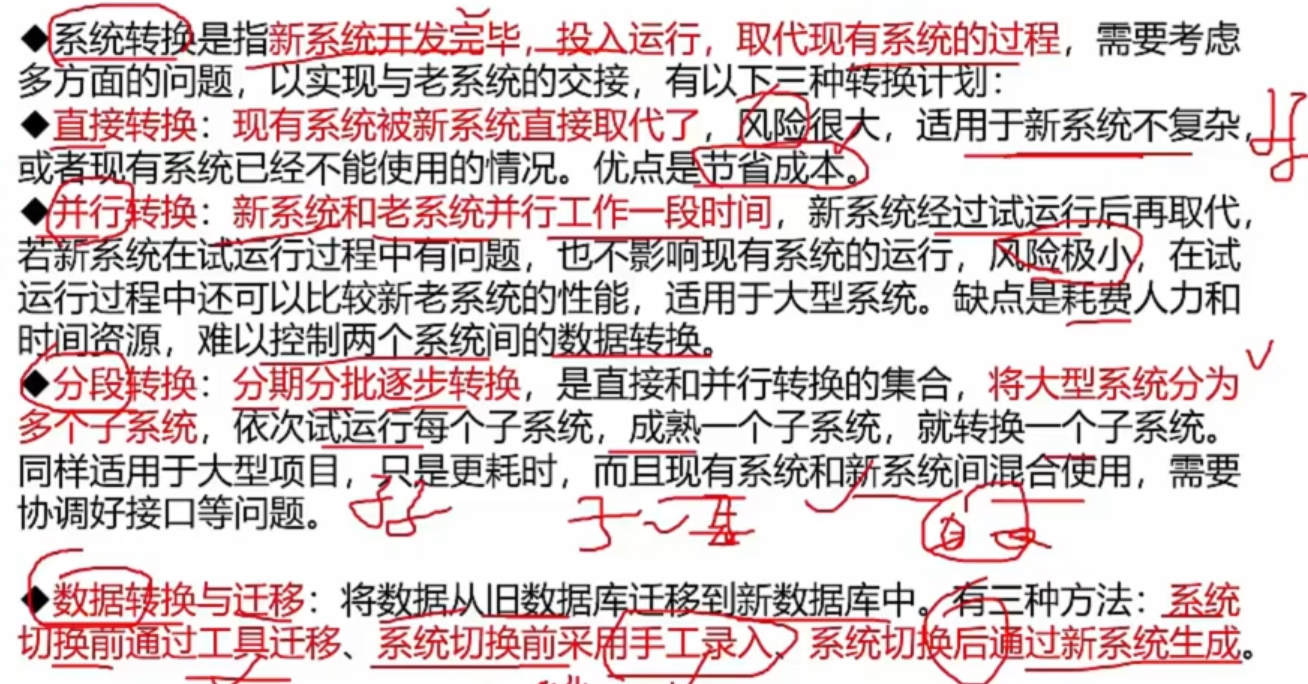 ◆系统转换是指新系统开发完毕，投入运行，取代现有系统的过程，需要考虑
多方面的问题，以实现与老系统的交接，有以下三种转换计划：
◆直接转换：现有系统被新系统直接取代了，风险很大，适用于新系统不复杂，
或者现有系统已经不能使用的情况。优点是节省成本。
◆并行转换：新系统和老系统并行工作一段时间，新系统经过试运行后再取代，
若新系统在试运行过程中有问题，也不影响现有系统的运行，风险极小，在试
运行过程中还可以比较新老系统的性能，适用于大型系统。缺点是耗费人力和
时间资源，难以控制两个系统间的数据转换。
◆分段转换：分期分批逐步转换，是直接和并行转换的集合，将大型系统分为
多个子系统，依次试运行每个子系统，成熟一个子系统，就转换一个子系统。
同样适用于大型项目，只是更耗时，而且现有系统和新系统间混合使用，需要
协调好接口等问题。
◆数据转换与迁移：将数据从旧数据库迁移到新数据库中。有三种方法：系统
切换前通过工具迁移、系统切换前采用手工录入、系统切换后通过新系统生成。